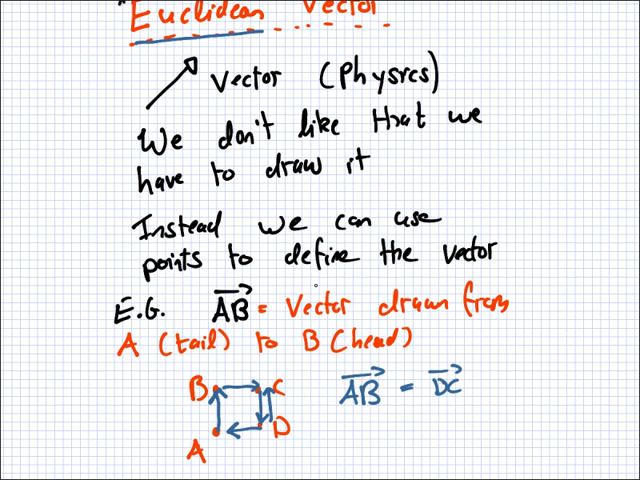 Euclidean Vector
Vector (Physics)
We don't like that we
have to draw it
Instead we can use
points to define the vector
E.G. AB = Vector drawn from
A (tail) to B (head)
B C AB = DC
D
A